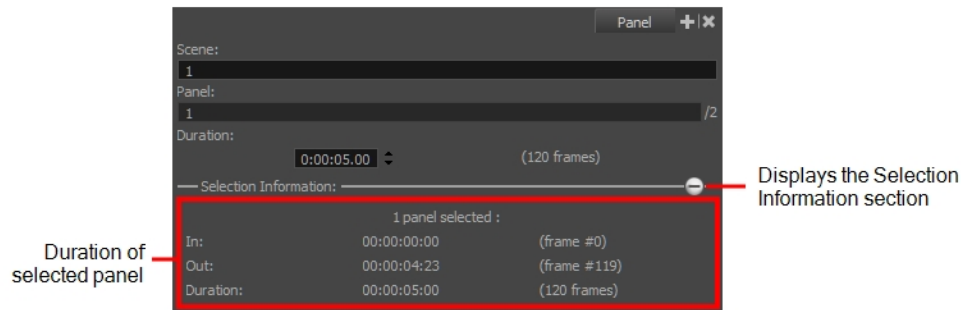 Panel
Scene:
1
Panel:
1 /2
Duration:
0:00:05.00 (120 frames)
Selection Information:
Displays the Selection
Information section
1 panel selected :
In: 00:00:00:00 (frame #0)
Out: 00:00:04:23 (frame #119)
Duration: 00:00:05:00 (120 frames)
Duration of
selected panel